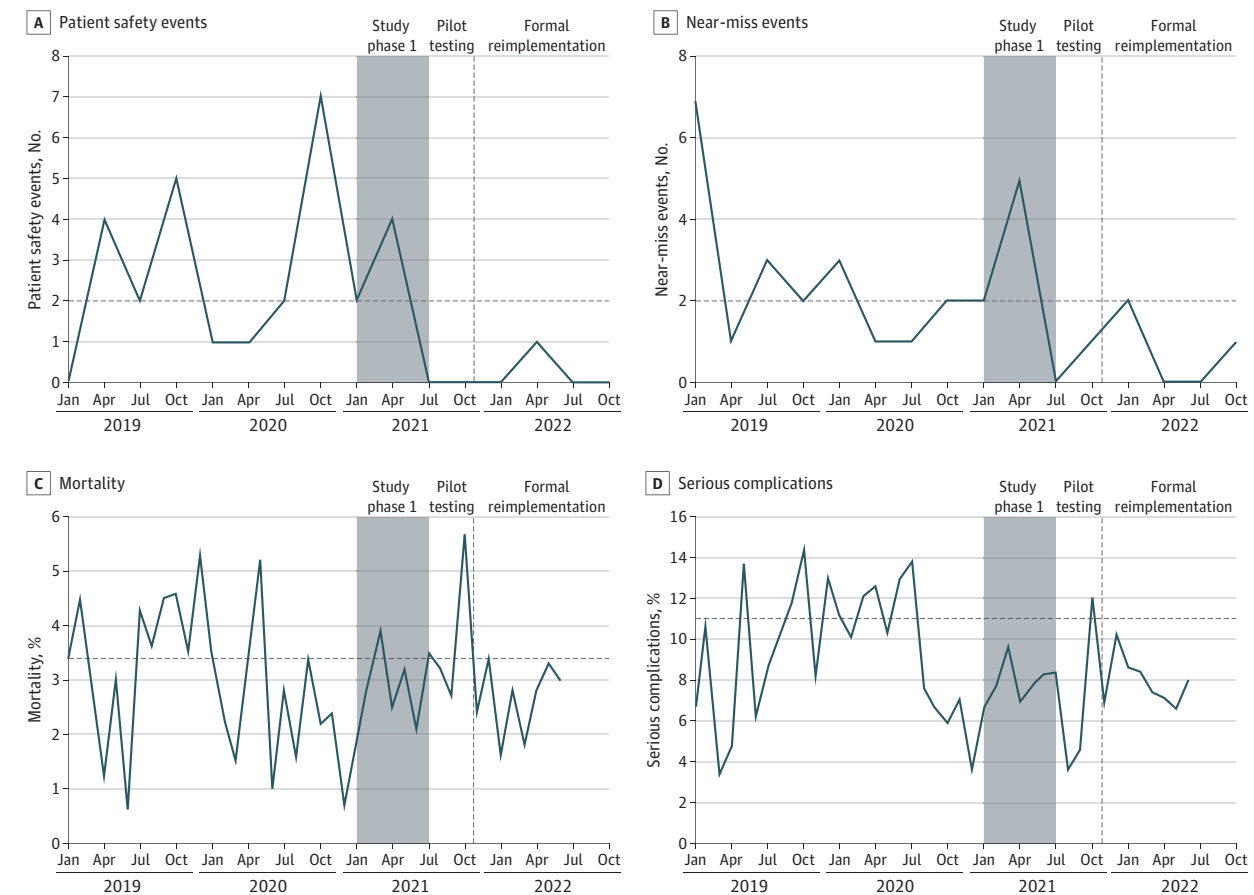 A Patient safety events
Study phase 1
Pilot testing
Formal reimplementation
Patient safety events, No.
8
7
6
5
4
3
2
1
0
Jan Apr Jul Oct Jan Apr Jul Oct Jan Apr Jul Oct Jan Apr Jul Oct
2019 2020 2021 2022
B Near-miss events
Study phase 1
Pilot testing
Formal reimplementation
Near-miss events, No.
8
6
4
2
0
Jan Apr Jul Oct Jan Apr Jul Oct Jan Apr Jul Oct Jan Apr Jul Oct
2019 2020 2021 2022
C Mortality
Study phase 1
Pilot testing
Formal reimplementation
Mortality, %
6
5
4
3
2
1
0
Jan Apr Jul Oct Jan Apr Jul Oct Jan Apr Jul Oct Jan Apr Jul Oct
2019 2020 2021 2022
D Serious complications
Study phase 1
Pilot testing
Formal reimplementation
Serious complications, %
16
14
12
10
8
6
4
2
0
Jan Apr Jul Oct Jan Apr Jul Oct Jan Apr Jul Oct Jan Apr Jul Oct
2019 2020 2021 2022